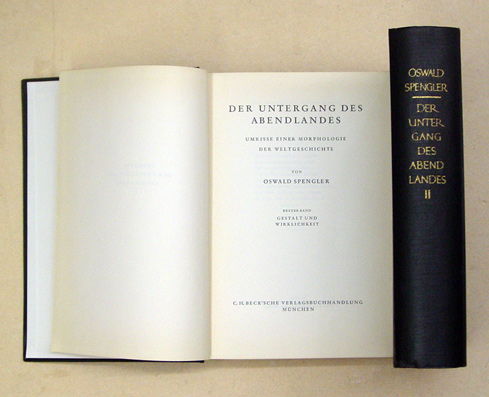 DER UNTERGANG DES
ABENDLANDES
UMRISSE EINER MORPHOLOGIE
DER WELTGESCHICHTE
VON
OSWALD SPENGLER
ERSTER BAND
GESTALT UND
WIRKLICHKEIT
C. H. BECK'SCHE VERLAGSBUCHHANDLUNG
MÜNCHEN
OSWALD
SPENGLER
DER
UNTER
GANG
DES
ABEND
LANDES
II